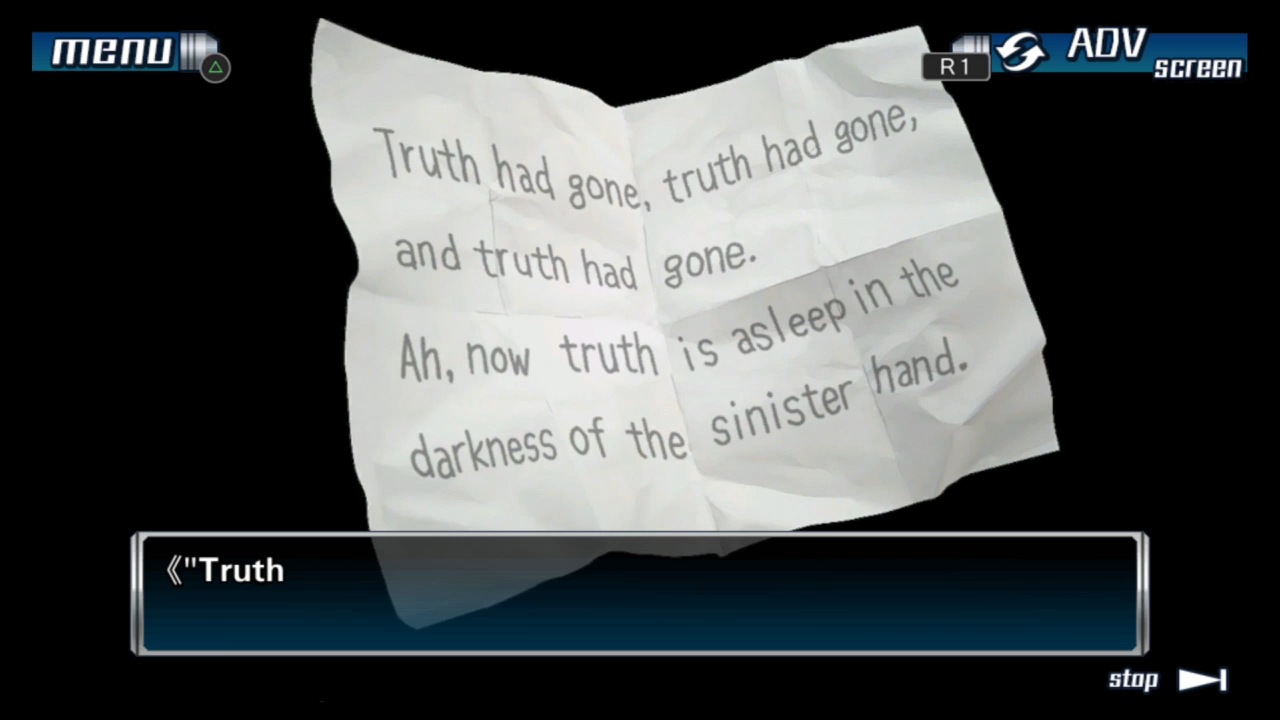 menu
R1
ADV
screen
Truth had gone, truth had gone,
and truth had gone.
Ah, now truth is asleep in the
darkness of the sinister hand.
《"Truth
stop